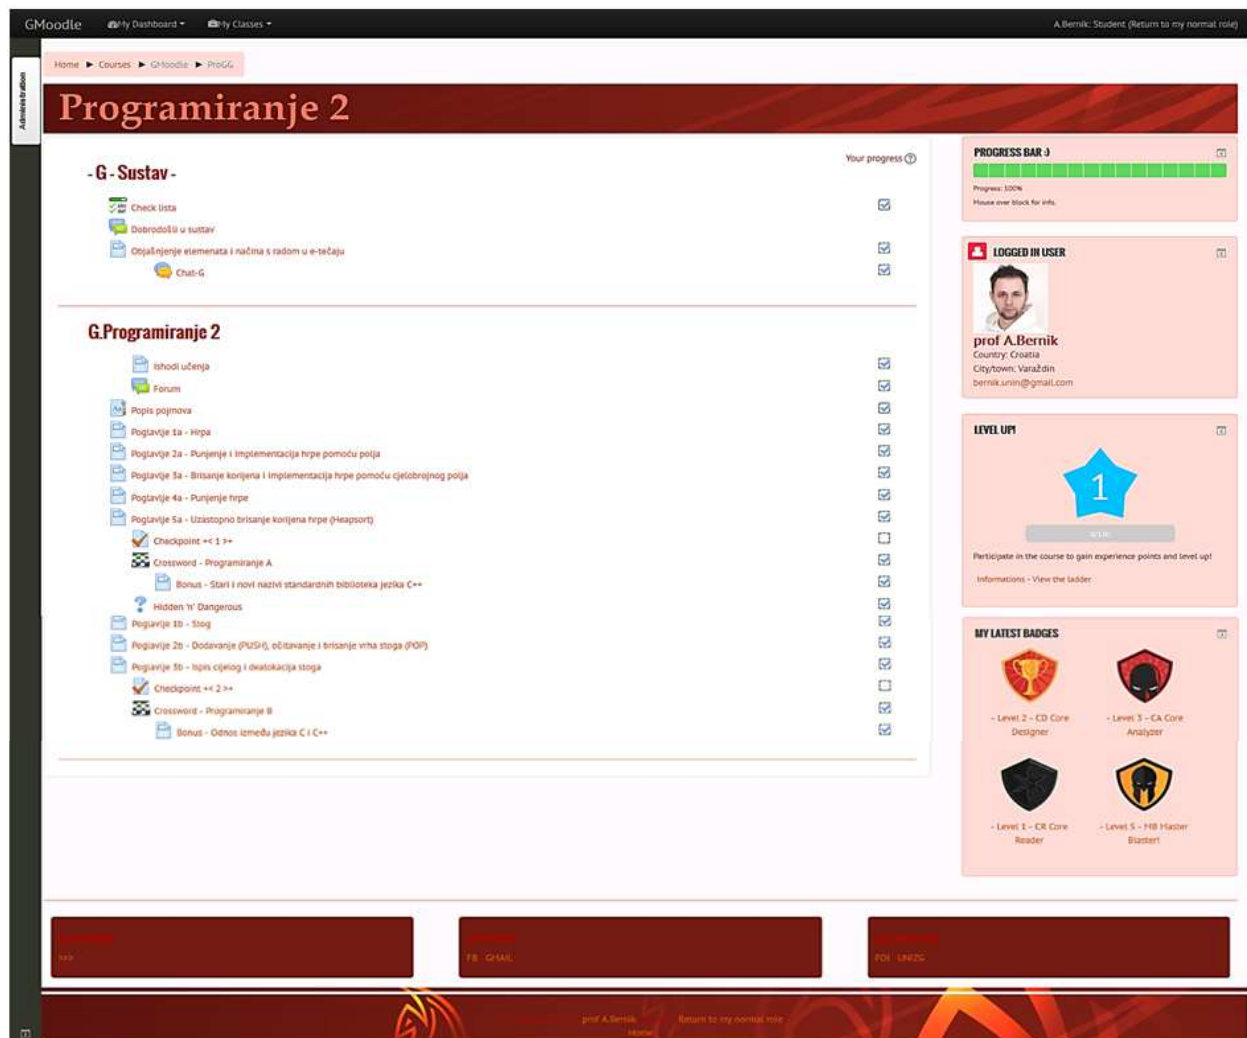 GMoodle My Dashboard My Classes A.Bernik: Student (Return to my normal role)
Administration
Home ► Courses ► GMoodle ► ProGG
Programiranje 2
Your progress
- G - Sustav -
Check lista
Dobrodošli u sustav
Objašnjenje elemenata i načina s radom u e-tečaju
Chat-G
G.Programiranje 2
Ishodi učenja
Forum
Popis pojmova
Poglavlje 1a - Hrpa
Poglavlje 2a - Punjenje i implementacija hrpe pomoću polja
Poglavlje 3a - Brisanje korijena i implementacija hrpe pomoću cjelobrojnog polja
Poglavlje 4a - Punjenje hrpe
Poglavlje 5a - Uzastopno brisanje korijena hrpe (Heapsort)
Checkpoint +< 1 >+
Crossword - Programiranje A
Bonus - Stari i novi nazivi standardnih biblioteka jezika C++
Hidden 'n' Dangerous
Poglavlje 1b - Stog
Poglavlje 2b - Dodavanje (PUSH), očitavanje i brisanje vrha stoga (POP)
Poglavlje 3b - Ispis cijelog i dealokacija stoga
Checkpoint +< 2 >+
Crossword - Programiranje B
Bonus - Odnos između jezika C i C++
PROGRESS BAR :)
Progress: 100%
Mouse over block for info.
LOGGED IN USER
prof A.Bernik
Country: Croatia
City/town: Varaždin
bernik.unin@gmail.com
LEVEL UP!
1
Participate in the course to gain experience points and level up!
Informations - View the ladder
MY LATEST BADGES
- Level 2 - CD Core
Designer
- Level 3 - CA Core
Analyzer
- Level 1 - CR Core
Reader
- Level 5 - MB Master
Blaster!
>>>
FB GMAIL
FOI UNIZG
prof A.Bernik Return to my normal role
Home